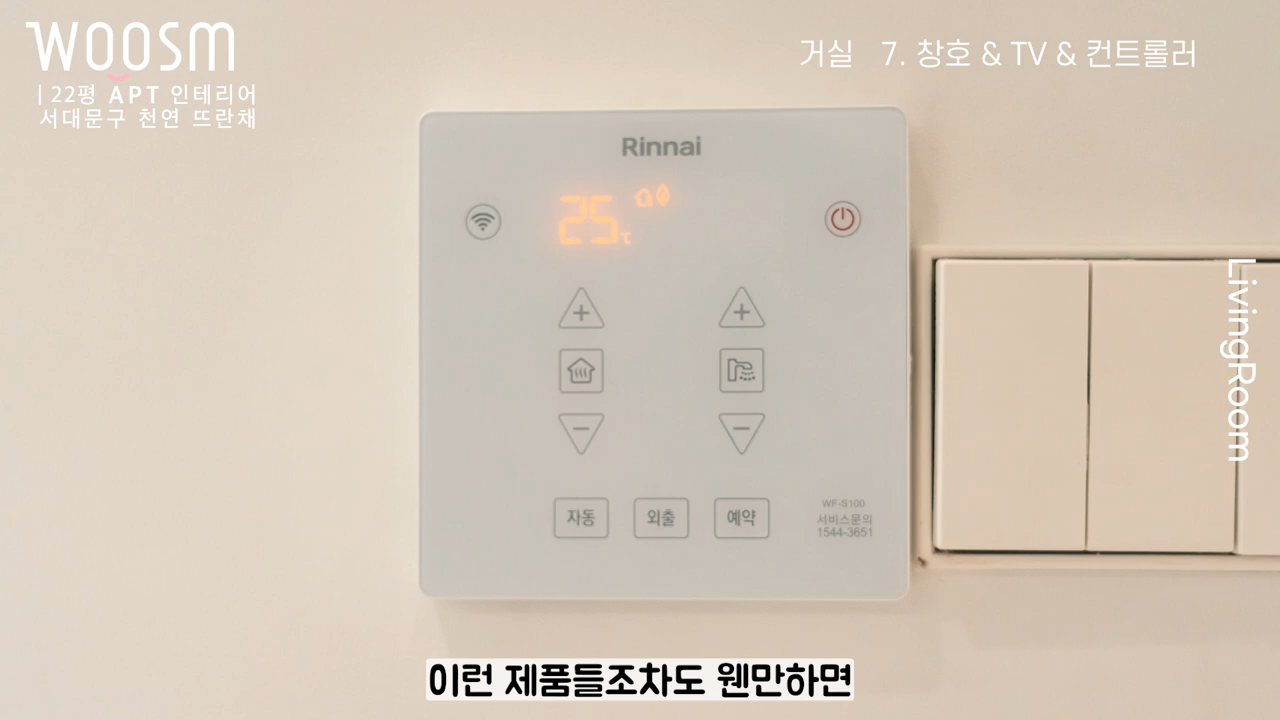 WOOSM
| 22평 APT 인테리어
서대문구 천연 뜨란채
거실 7. 창호 & TV & 컨트롤러
Rinnai
25℃
자동
외출
예약
WF-S100
서비스문의
1544-3651
LivingRoom
이런 제품들조차도 웬만하면